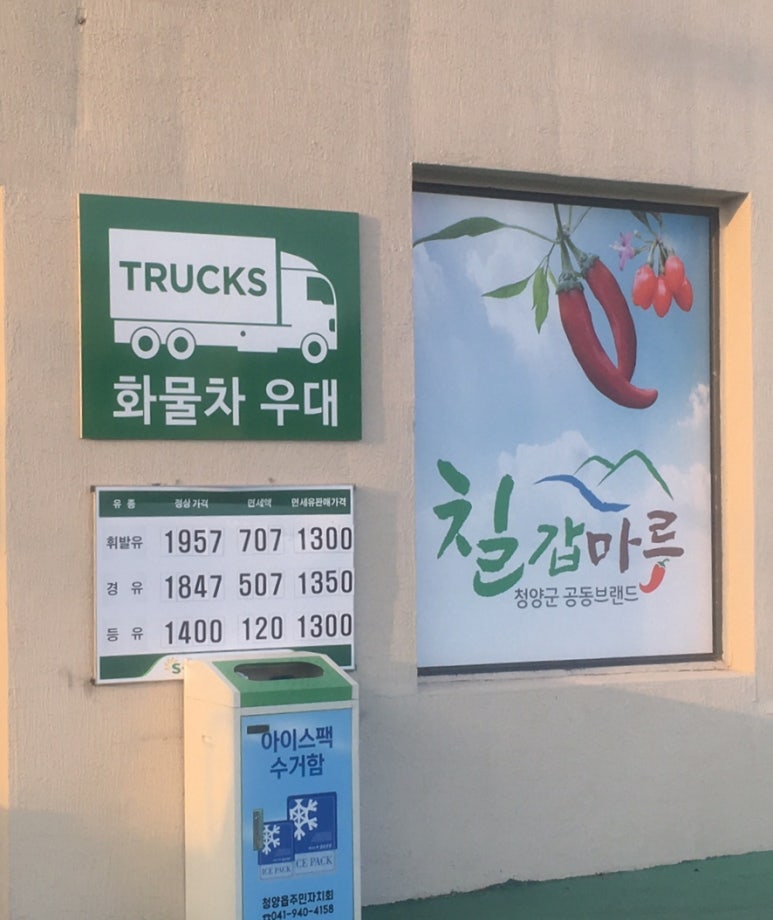 TRUCKS
화물차 우대
유 종 정상가격 면세액 면세유판매가격
휘발유 1957 707 1300
경 유 1847 507 1350
등 유 1400 120 1300
칠갑마루
청양군 공동브랜드
아이스팩
수거함
ICE PACK
ICE PACK
청양읍주민자치회
☎041-940-4158